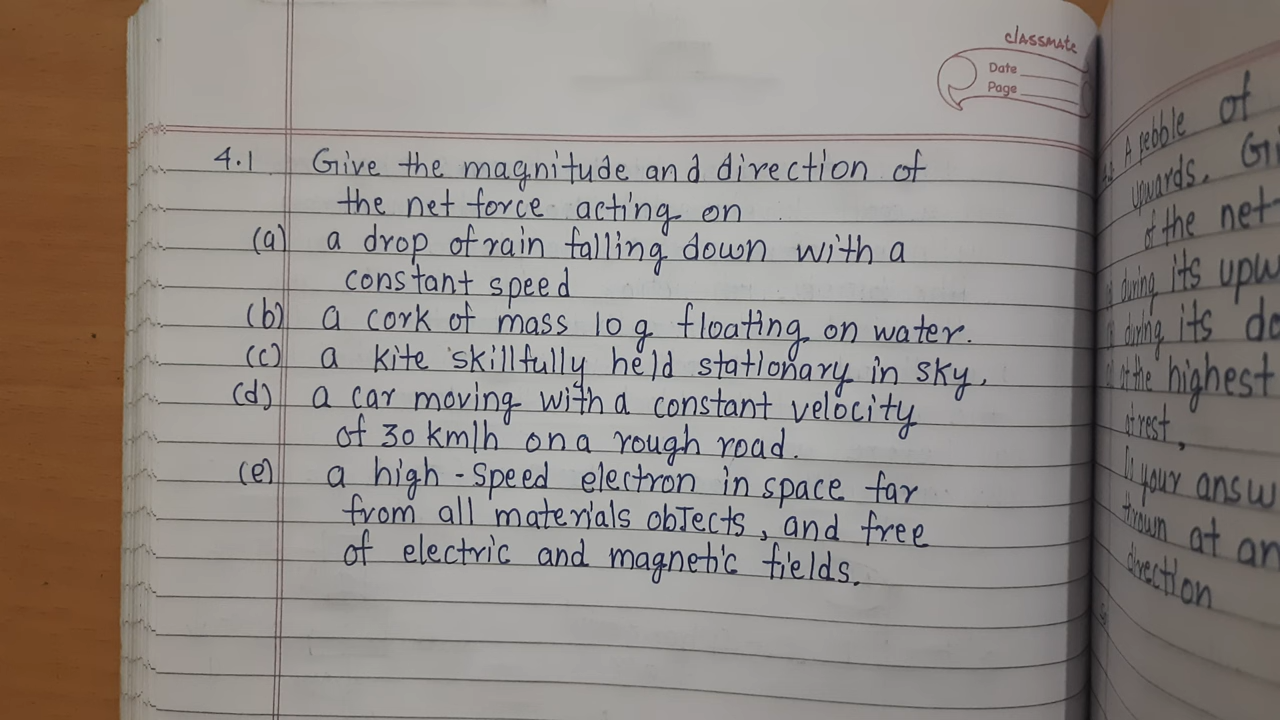 classmate
Date
Page
4.1 Give the magnitude and direction of
the net force acting on
(a) a drop of rain falling down with a
constant speed
(b) a cork of mass 10 g floating on water.
(c) a kite skillfully held stationary in sky.
(d) a car moving with a constant velocity
of 30 km/h on a rough road.
(e) a high-speed electron in space far
from all materials objects, and free
of electric and magnetic fields.
A pebble of
upwards. Gi
of the net
during its upw
during its do
at the highest
at rest,
your answ
thrown at an
direction